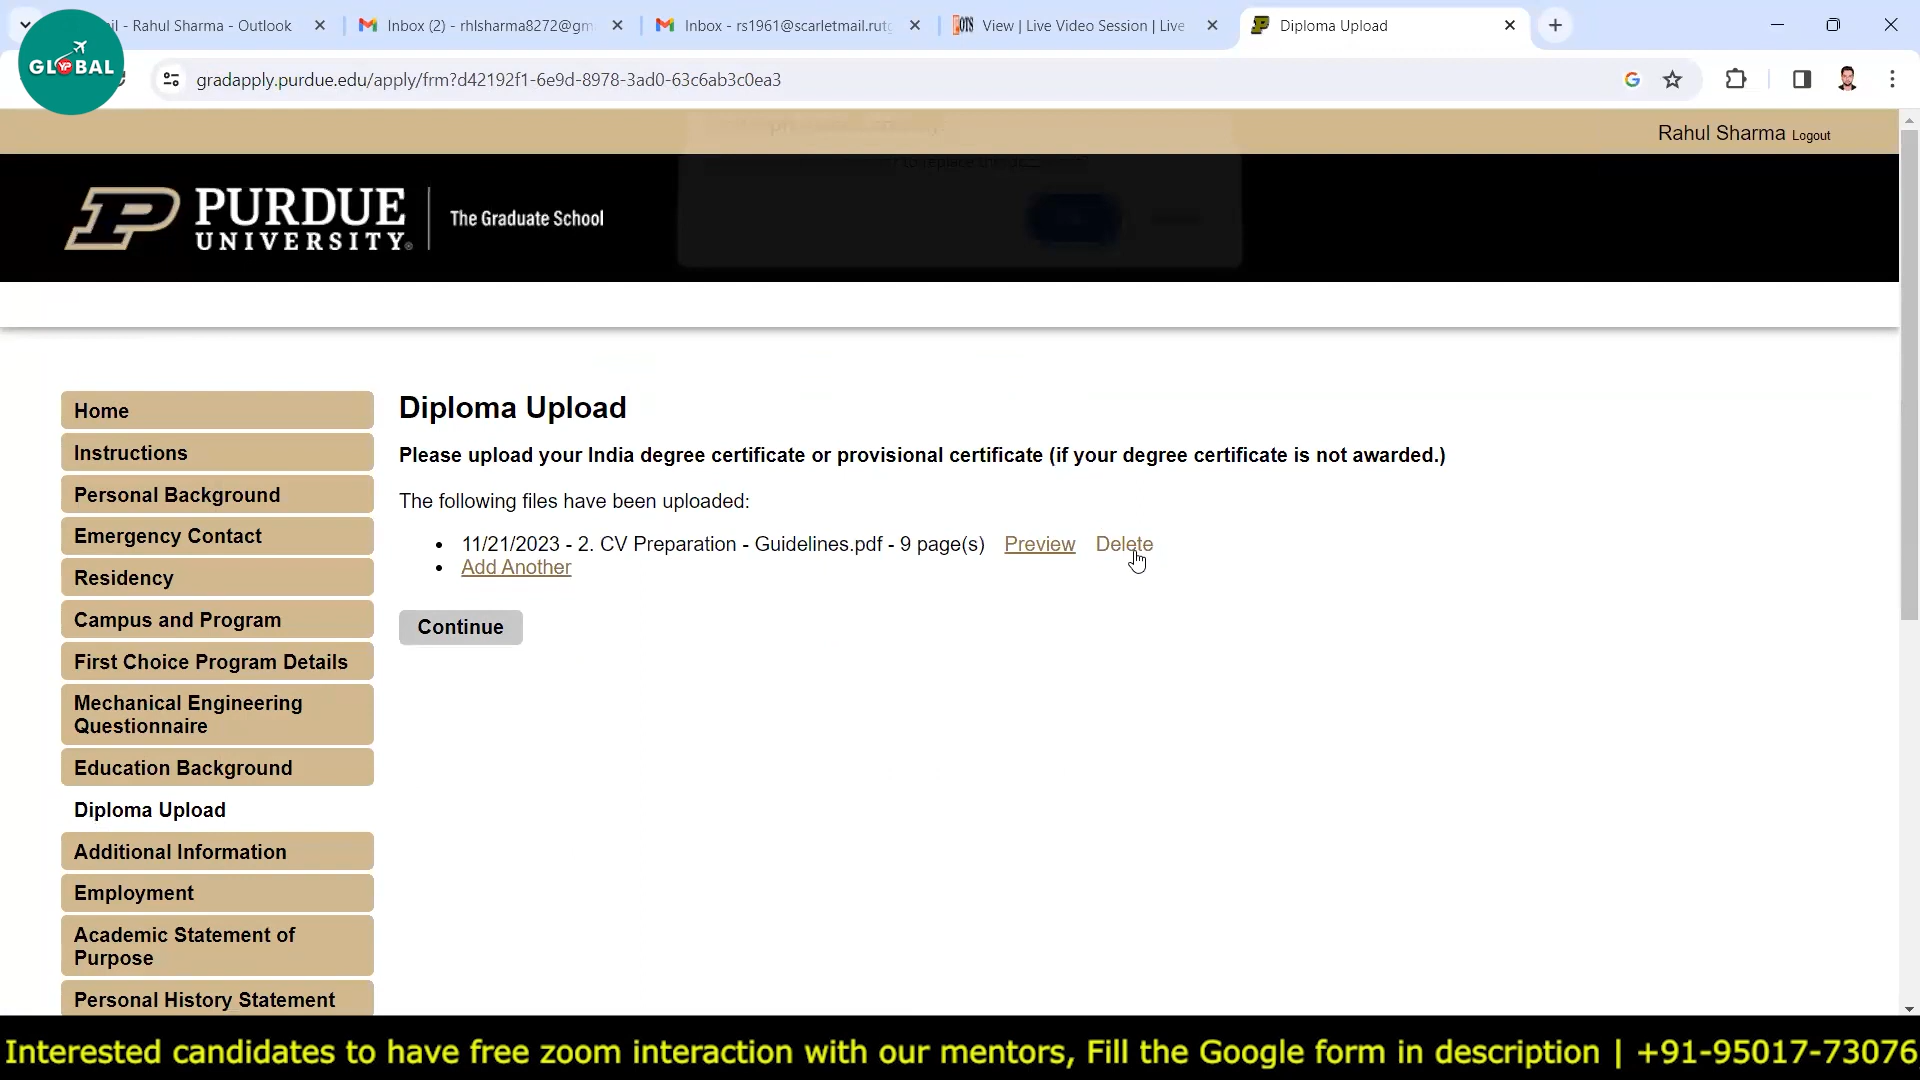 il - Rahul Sharma - Outlook
Inbox (2) - rhlsharma8272@gm
Inbox - rs1961@scarletmail.rutg
View | Live Video Session | Live
Diploma Upload
GLOBAL
YP
gradapply.purdue.edu/apply/frm?d42192f1-6e9d-8978-3ad0-63c6ab3c0ea3
Rahul Sharma Logout
PURDUE
UNIVERSITY®
The Graduate School
Home
Instructions
Personal Background
Emergency Contact
Residency
Campus and Program
First Choice Program Details
Mechanical Engineering
Questionnaire
Education Background
Diploma Upload
Additional Information
Employment
Academic Statement of
Purpose
Personal History Statement
Diploma Upload
Please upload your India degree certificate or provisional certificate (if your degree certificate is not awarded.)
The following files have been uploaded:
• 11/21/2023 - 2. CV Preparation - Guidelines.pdf - 9 page(s) Preview Delete
• Add Another
Continue
Interested candidates to have free zoom interaction with our mentors, Fill the Google form in description | +91-95017-73076